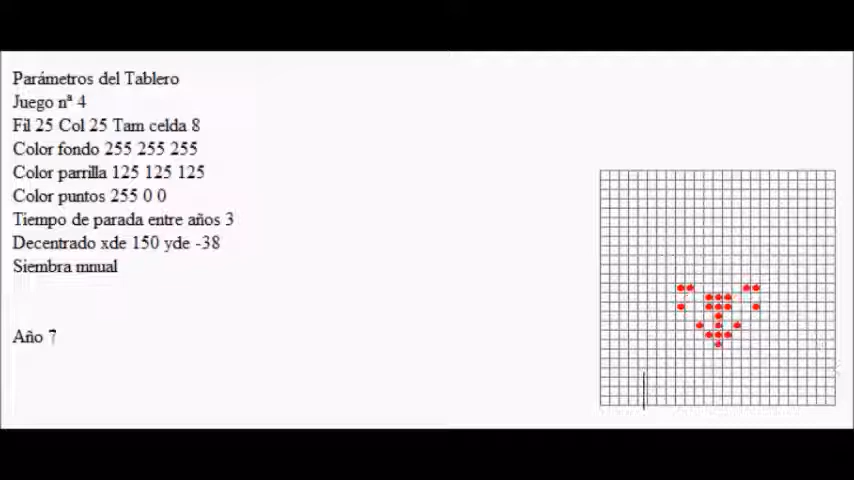 Parámetros del Tablero
Juego nª 4
Fil 25 Col 25 Tam celda 8
Color fondo 255 255 255
Color parrilla 125 125 125
Color puntos 255 0 0
Tiempo de parada entre años 3
Decentrado xde 150 yde -38
Siembra mnual
Año 7